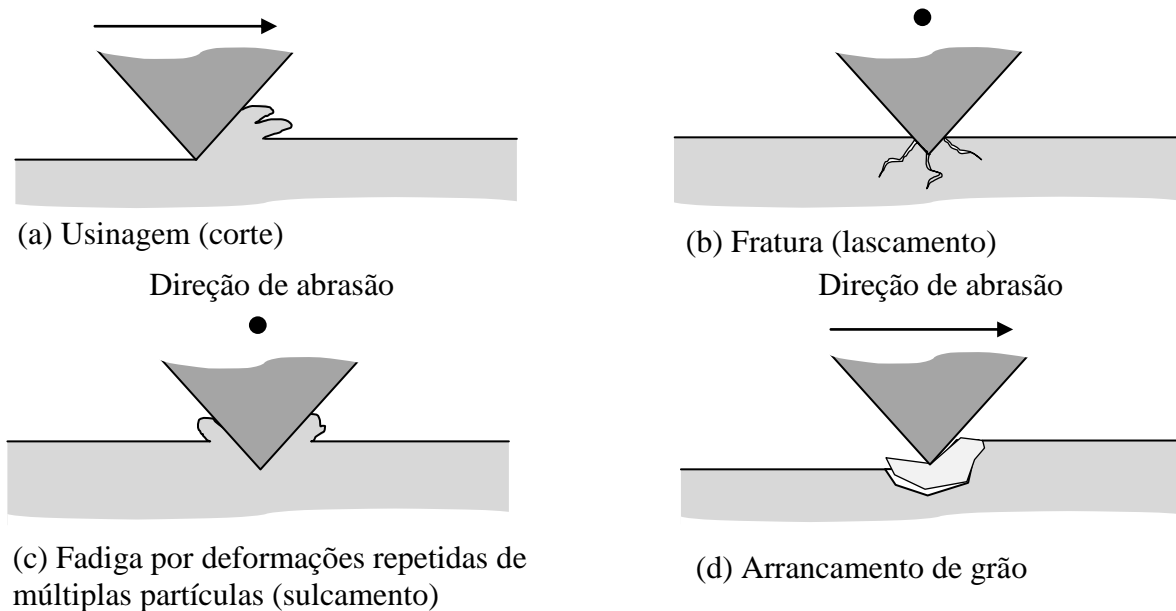 (a) Usinagem (corte)
(b) Fratura (lascamento)
Direção de abrasão
Direção de abrasão
(c) Fadiga por deformações repetidas de
múltiplas partículas (sulcamento)
(d) Arrancamento de grão